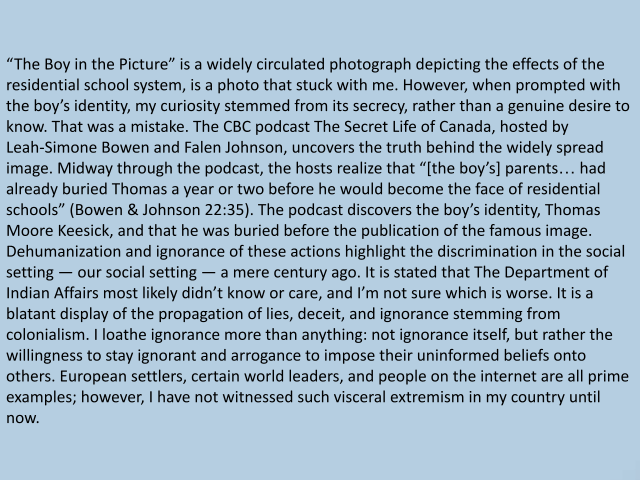 “The Boy in the Picture” is a widely circulated photograph depicting the effects of the
residential school system, is a photo that stuck with me. However, when prompted with
the boy’s identity, my curiosity stemmed from its secrecy, rather than a genuine desire to
know. That was a mistake. The CBC podcast The Secret Life of Canada, hosted by
Leah-Simone Bowen and Falen Johnson, uncovers the truth behind the widely spread
image. Midway through the podcast, the hosts realize that “[the boy’s] parents… had
already buried Thomas a year or two before he would become the face of residential
schools” (Bowen & Johnson 22:35). The podcast discovers the boy’s identity, Thomas
Moore Keesick, and that he was buried before the publication of the famous image.
Dehumanization and ignorance of these actions highlight the discrimination in the social
setting — our social setting — a mere century ago. It is stated that The Department of
Indian Affairs most likely didn’t know or care, and I’m not sure which is worse. It is a
blatant display of the propagation of lies, deceit, and ignorance stemming from
colonialism. I loathe ignorance more than anything: not ignorance itself, but rather the
willingness to stay ignorant and arrogance to impose their uninformed beliefs onto
others. European settlers, certain world leaders, and people on the internet are all prime
examples; however, I have not witnessed such visceral extremism in my country until
now.